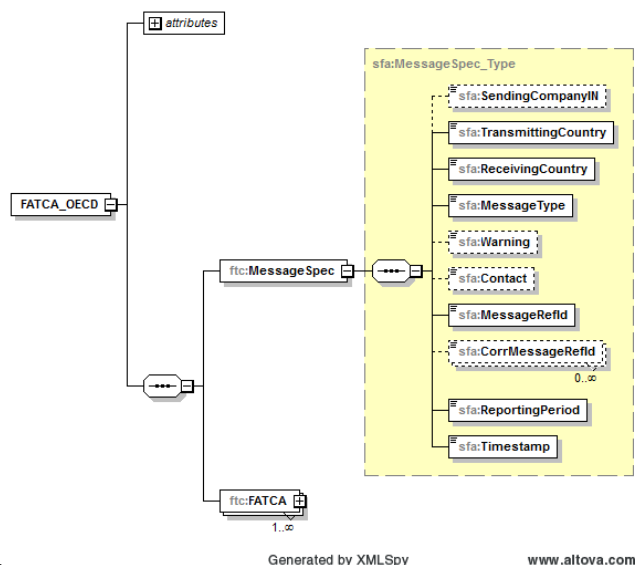 attributes
sfa:MessageSpec_Type
sfa:SendingCompanyIN
sfa:TransmittingCountry
sfa:ReceivingCountry
FATCA_OECD
sfa:MessageType
sfa:Warning
ftc:MessageSpec
sfa:Contact
sfa:MessageRefId
sfa:CorrMessageRefId
0..∞
sfa:ReportingPeriod
sfa:Timestamp
ftc:FATCA
1..∞
Generated by XMLSpy
www.altova.com